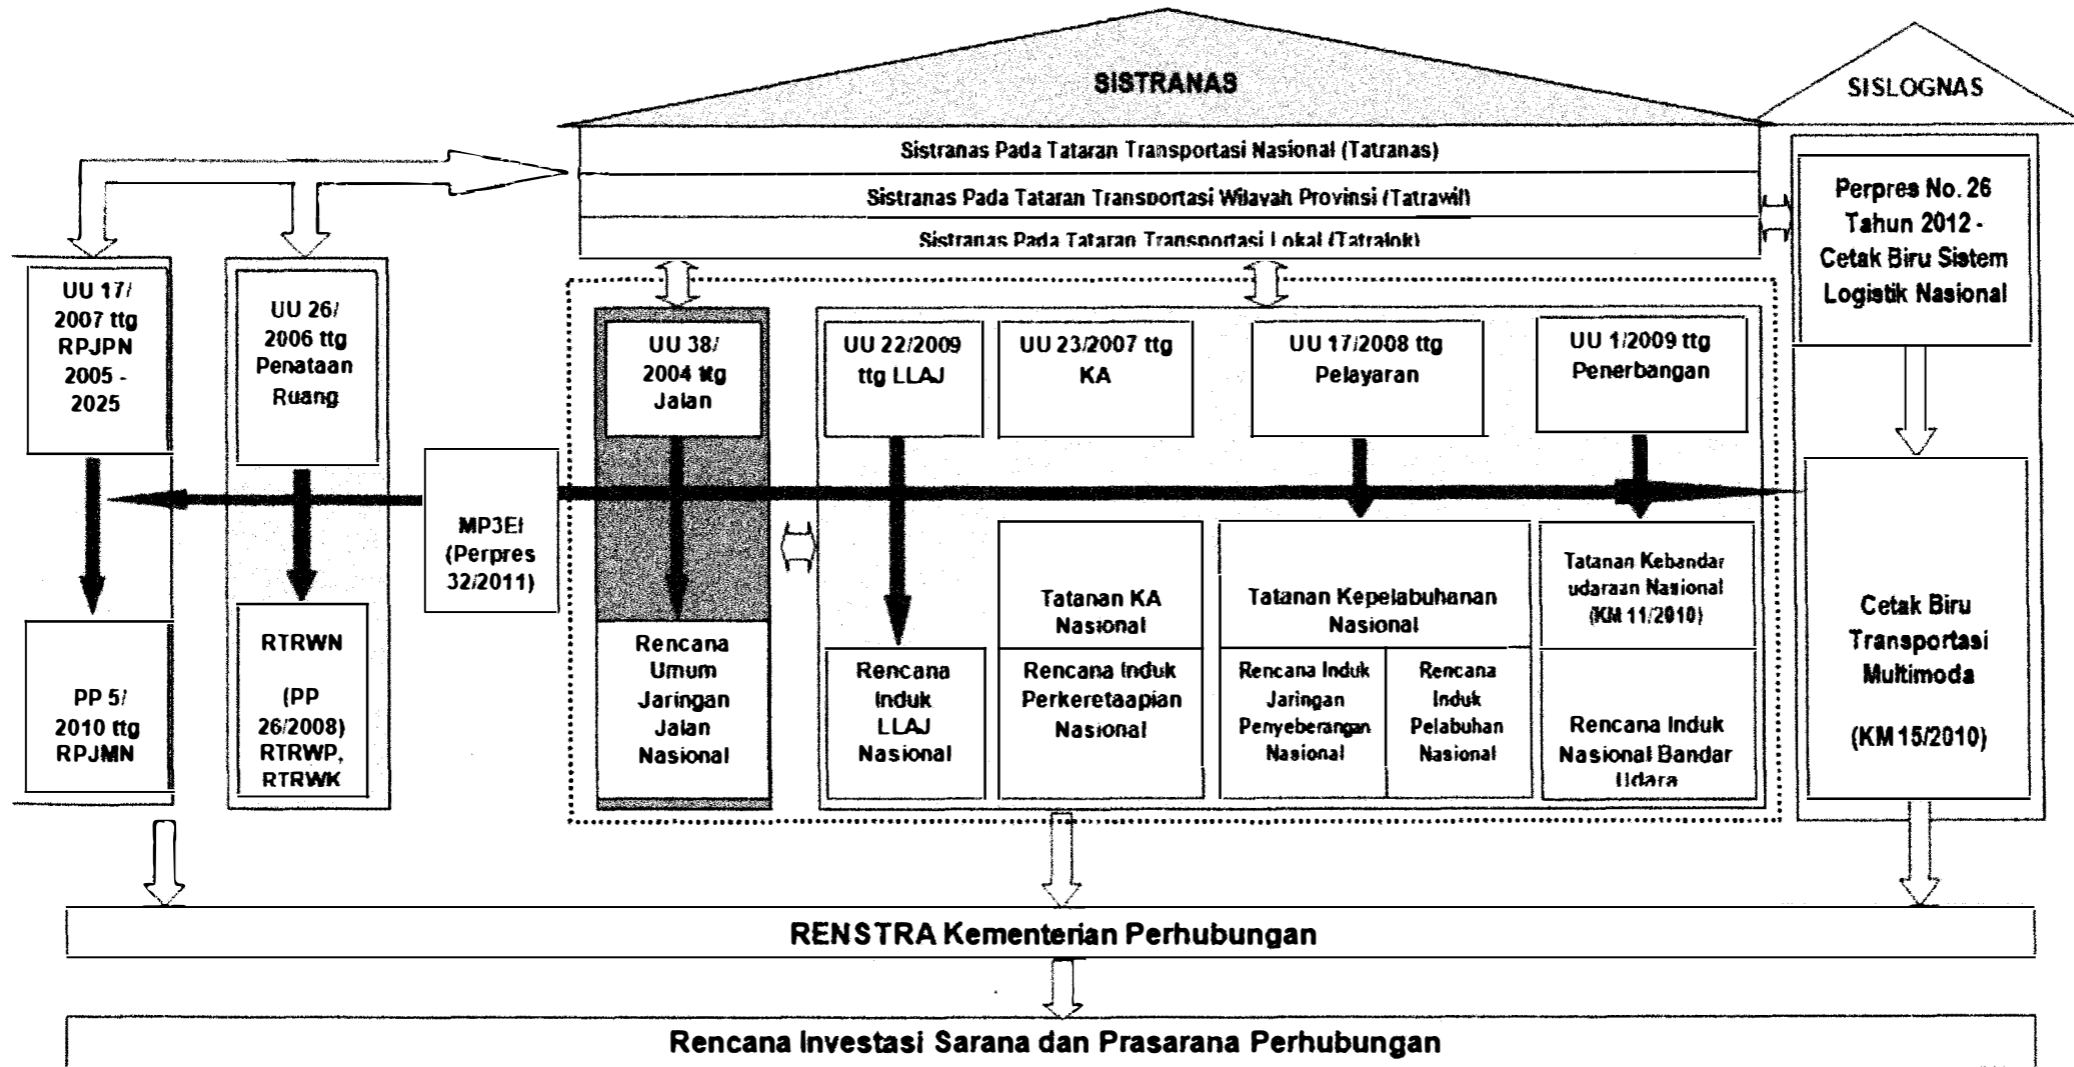 SISTRANAS
SISLOGNAS
Sistranas Pada Tataran Transportasi Nasional (Tatranas)
Sistranas Pada Tataran Transportasi Wilayah Provinsi (Tatrawil)
Sistranas Pada Tataran Transportasi Lokal (Tatralok)
Perpres No. 26
Tahun 2012 -
Cetak Biru Sistem
Logistik Nasional
UU 17/
2007 ttg
RPJPN
2005 -
2025
UU 26/
2006 ttg
Penataan
Ruang
UU 38/
2004 ttg
Jalan
UU 22/2009
ttg LLAJ
UU 23/2007 ttg
KA
UU 17/2008 ttg
Pelayaran
UU 1/2009 ttg
Penerbangan
MP3EI
(Perpres
32/2011)
PP 5/
2010 ttg
RPJMN
RTRWN
(PP
26/2008)
RTRWP,
RTRWK
Rencana
Umum
Jaringan
Jalan
Nasional
Rencana
Induk
LLAJ
Nasional
Tatanan KA
Nasional
Rencana Induk
Perkeretaapian
Nasional
Tatanan Kepelabuhanan
Nasional
Rencana Induk
Jaringan
Penyeberangan
Nasional
Rencana
Induk
Pelabuhan
Nasional
Tatanan Kebandar
udaraan Nasional
(KM 11/2010)
Rencana Induk
Nasional Bandar
Udara
Cetak Biru
Transportasi
Multimoda
(KM 15/2010)
RENSTRA Kementerian Perhubungan
Rencana Investasi Sarana dan Prasarana Perhubungan